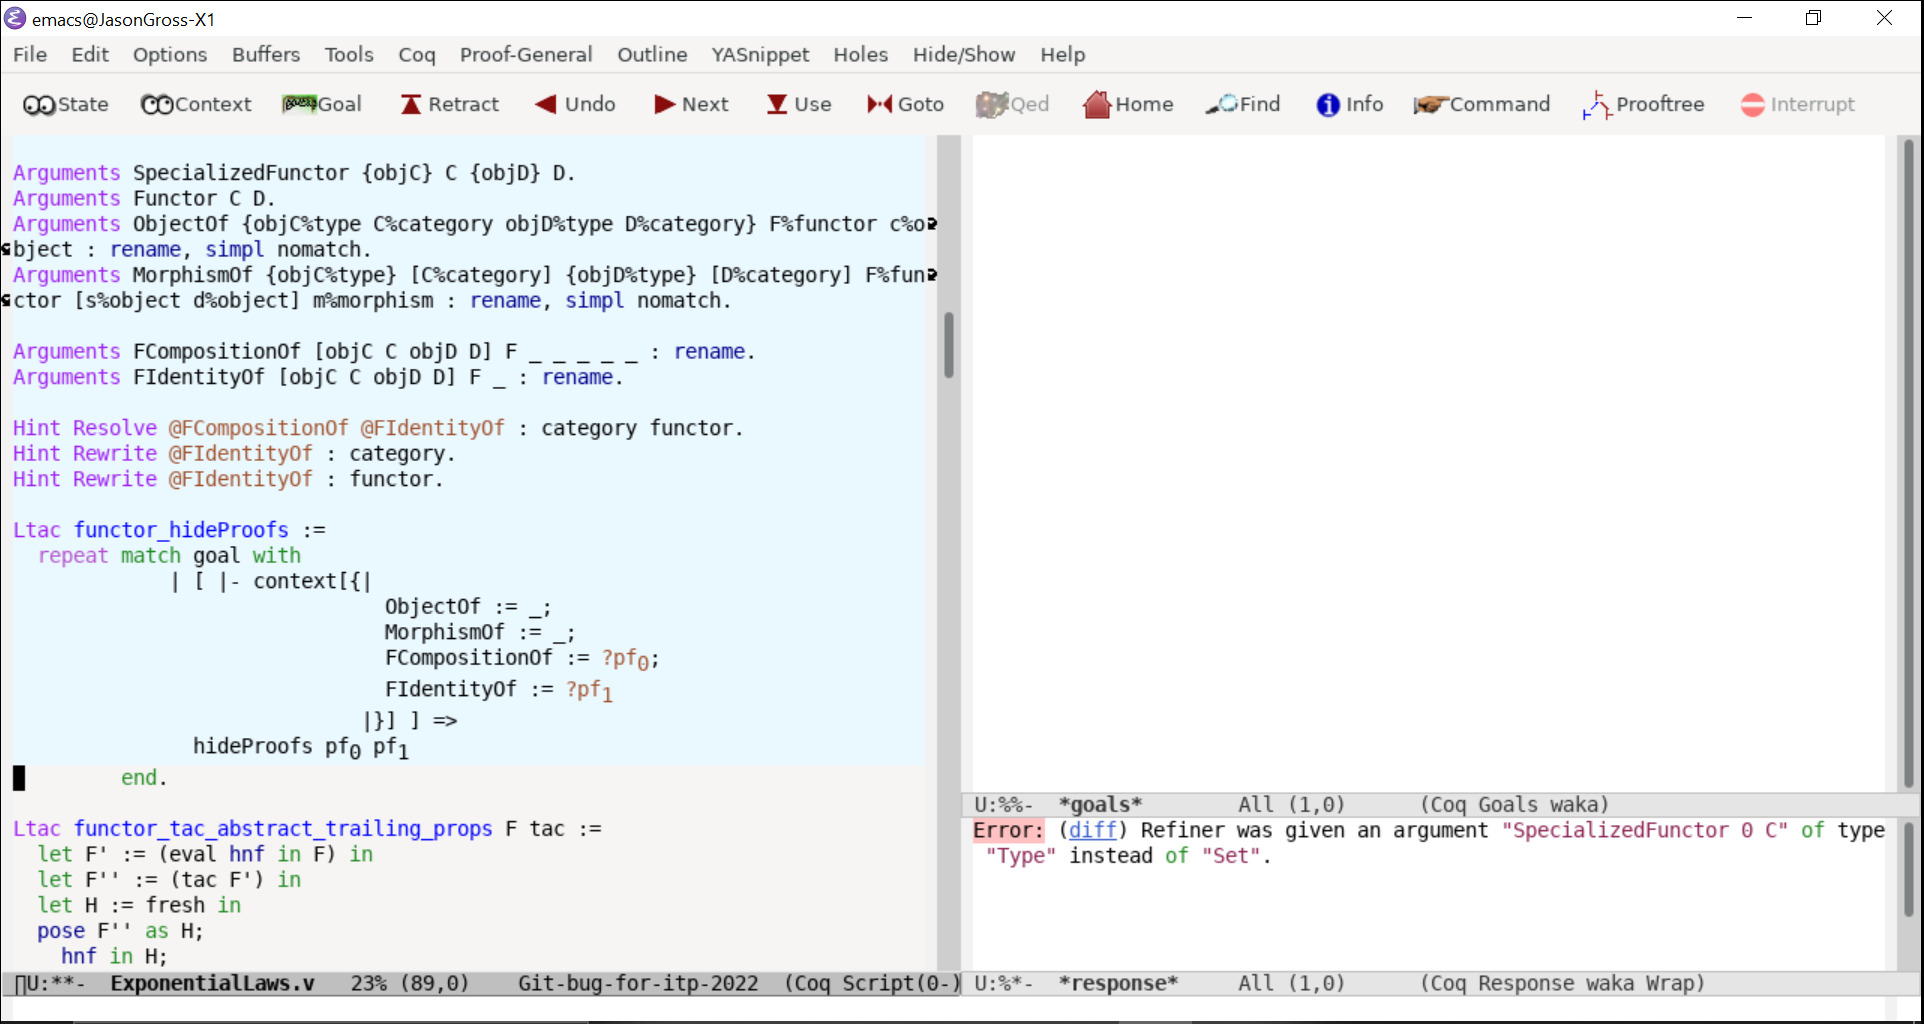 emacs@JasonGross-X1
File Edit Options Buffers Tools Coq Proof-General Outline YASnippet Holes Hide/Show Help
State Context Goal Retract Undo Next Use Goto Qed Home Find Info Command Prooftree Interrupt
Arguments SpecializedFunctor {objC} C {objD} D.
Arguments Functor C D.
Arguments ObjectOf {objC%type C%category objD%type D%category} F%functor c%o
bject : rename, simpl nomatch.
Arguments MorphismOf {objC%type} [C%category] {objD%type} [D%category] F%fun
ctor [s%object d%object] m%morphism : rename, simpl nomatch.
Arguments FCompositionOf [objC C objD D] F _ _ _ _ _ : rename.
Arguments FIdentityOf [objC C objD D] F _ : rename.
Hint Resolve @FCompositionOf @FIdentityOf : category functor.
Hint Rewrite @FIdentityOf : category.
Hint Rewrite @FIdentityOf : functor.
Ltac functor_hideProofs :=
repeat match goal with
| [ |- context[{|
ObjectOf := _;
MorphismOf := _;
FCompositionOf := ?pf0;
FIdentityOf := ?pf1
|}] ] =>
hideProofs pf0 pf1
end.
Ltac functor_tac_abstract_trailing_props F tac :=
let F' := (eval hnf in F) in
let F'' := (tac F') in
let H := fresh in
pose F'' as H;
hnf in H;
U:**- ExponentialLaws.v 23% (89,0) Git-bug-for-itp-2022 (Coq Script(0-)
U:%%- *goals* All (1,0) (Coq Goals waka)
Error: (diff) Refiner was given an argument "SpecializedFunctor 0 C" of type
"Type" instead of "Set".
U:%*- *response* All (1,0) (Coq Response waka Wrap)